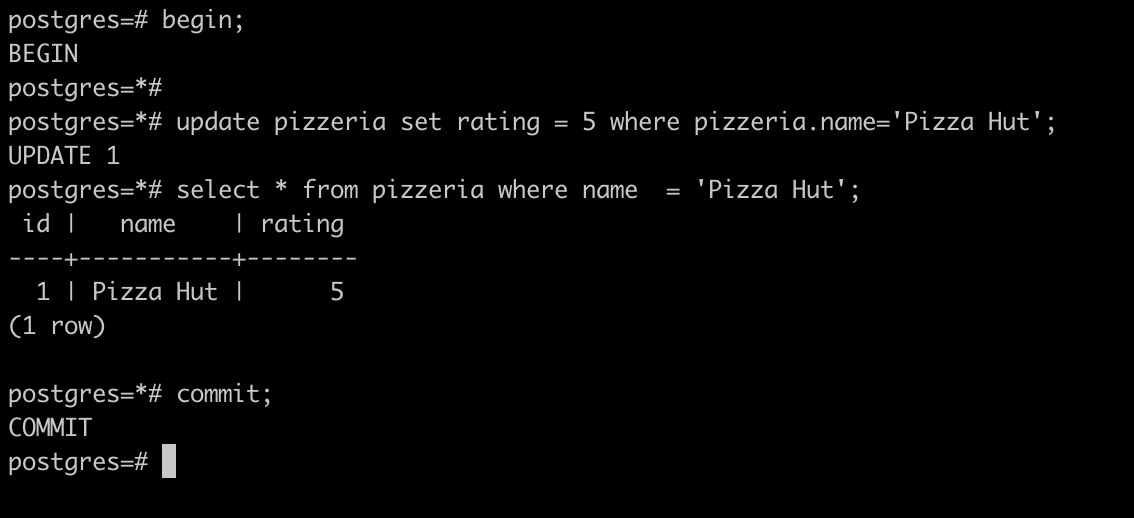 postgres=# begin;
BEGIN
postgres=*#
postgres=*# update pizzeria set rating = 5 where pizzeria.name='Pizza Hut';
UPDATE 1
postgres=*# select * from pizzeria where name  = 'Pizza Hut';
 id |   name    | rating
----+-----------+--------
  1 | Pizza Hut |      5
(1 row)

postgres=*# commit;
COMMIT
postgres=#